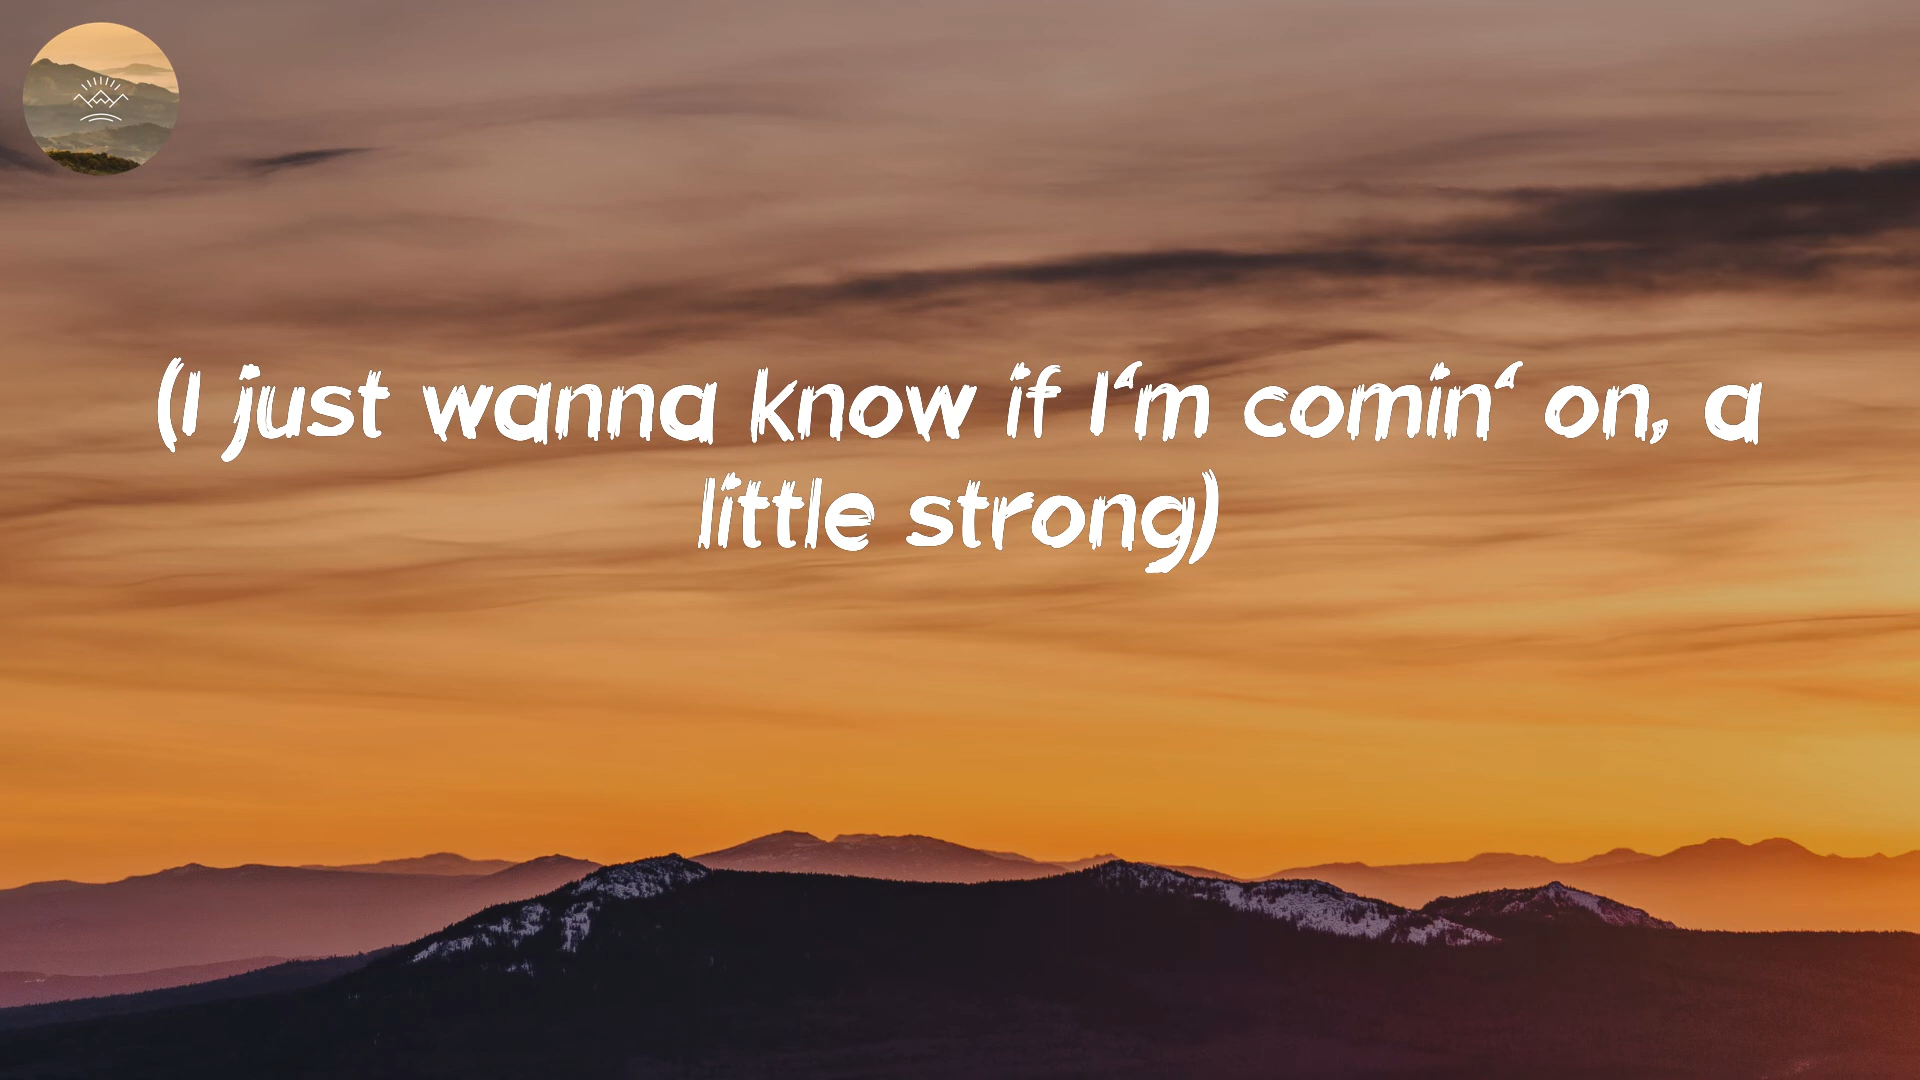 (I just wanna know if I‘m comin‘ on, a
little strong)